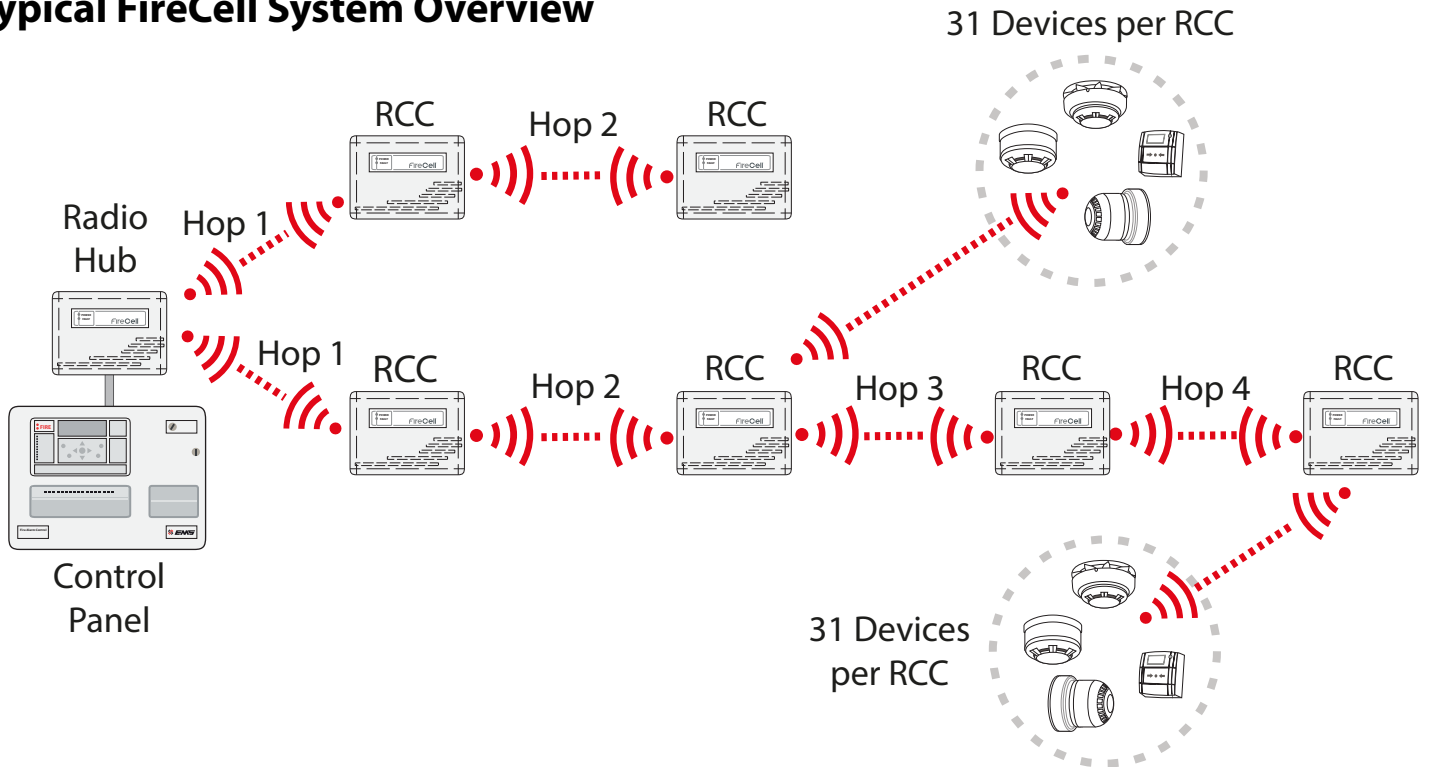 ypical FireCell System Overview
31 Devices per RCC
RCC
Hop 2
RCC
Radio
Hub
Hop 1
FireCell
FireCell
FireCell
Hop 1
RCC
Hop 2
RCC
Hop 3
RCC
Hop 4
RCC
FireCell
FireCell
FireCell
FireCell
FIRE
EMS
Control
Panel
31 Devices
per RCC